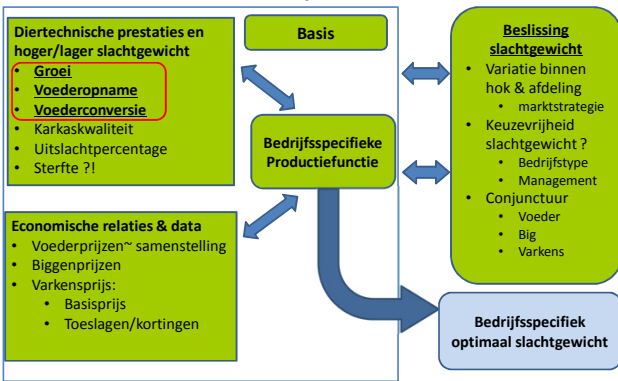 Diertechnische prestaties en
hoger/lager slachtgewicht
• Groei
• Voederopname
• Voederconversie
• Karkaskwaliteit
• Uitslachtpercentage
• Sterfte ?!
Basis
Bedrijfsspecifieke
Productiefunctie
Economische relaties & data
• Voederprijzen~ samenstelling
• Biggenprijzen
• Varkensprijs:
• Basisprijs
• Toeslagen/kortingen
Beslissing
slachtgewicht
• Variatie binnen
hok & afdeling
• marktstrategie
• Keuzevrijheid
slachtgewicht ?
• Bedrijfstype
• Management
• Conjunctuur
• Voeder
• Big
• Varkens
Bedrijfsspecifiek
optimaal slachtgewicht